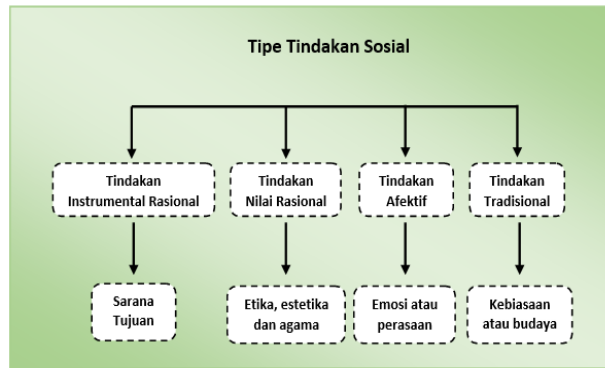 Tipe Tindakan Sosial
Tindakan
Instrumental Rasional
Tindakan
Nilai Rasional
Tindakan
Afektif
Tindakan
Tradisional
Sarana
Tujuan
Etika, estetika
dan agama
Emosi atau
perasaan
Kebiasaan
atau budaya